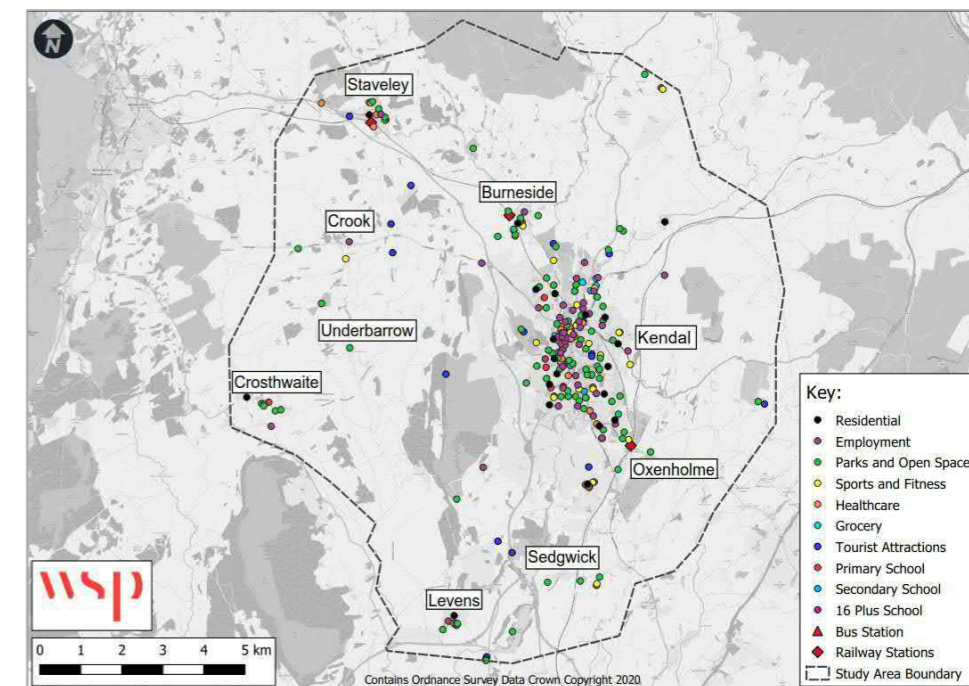 N
Staveley
Burneside
Crook
Underbarrow
Kendal
Crosthwaite
Oxenholme
Sedgwick
Levens
Key:
Residential
Employment
Parks and Open Space
Sports and Fitness
Healthcare
Grocery
Tourist Attractions
Primary School
Secondary School
16 Plus School
Bus Station
Railway Stations
Study Area Boundary
wsp
0 1 2 3 4 5 km
Contains Ordnance Survey Data Crown Copyright 2020